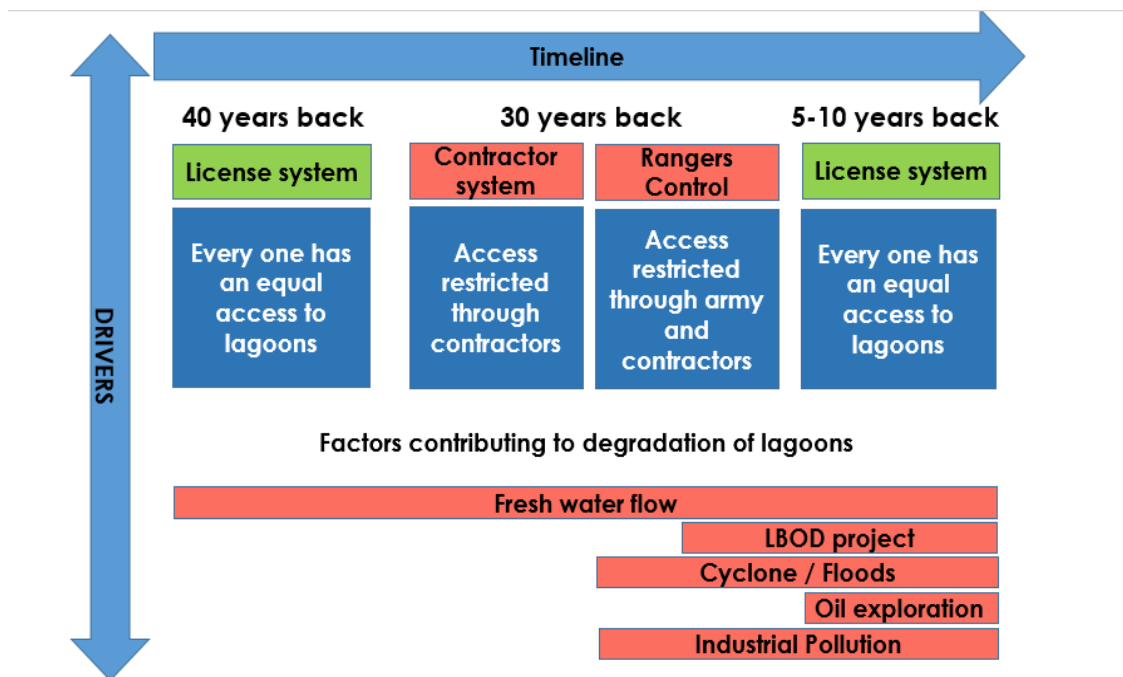 Timeline
40 years back
30 years back
5-10 years back
License system
Contractor
system
Rangers
Control
License system
Every one has
an equal
access to
lagoons
Access
restricted
through
contractors
Access
restricted
through army
and
contractors
Every one has
an equal
access to
lagoons
DRIVERS
Factors contributing to degradation of lagoons
Fresh water flow
LBOD project
Cyclone / Floods
Oil exploration
Industrial Pollution